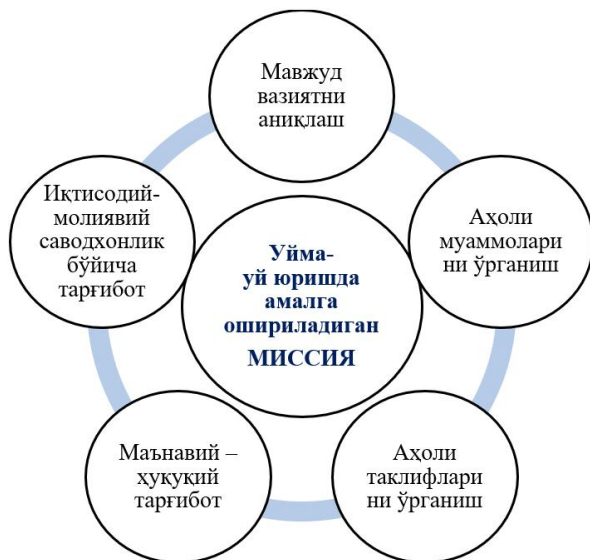 Мавжуд
вазиятни
аниқлаш
Иқтисодий-
молиявий
саводхонлик
бўйича
тарғибот
Аҳоли
муаммолари
ни ўрганиш
Уйма-
уй юришда
амалга
ошириладиган
МИССИЯ
Маънавий –
ҳуқуқий
тарғибот
Аҳоли
таклифлари
ни ўрганиш